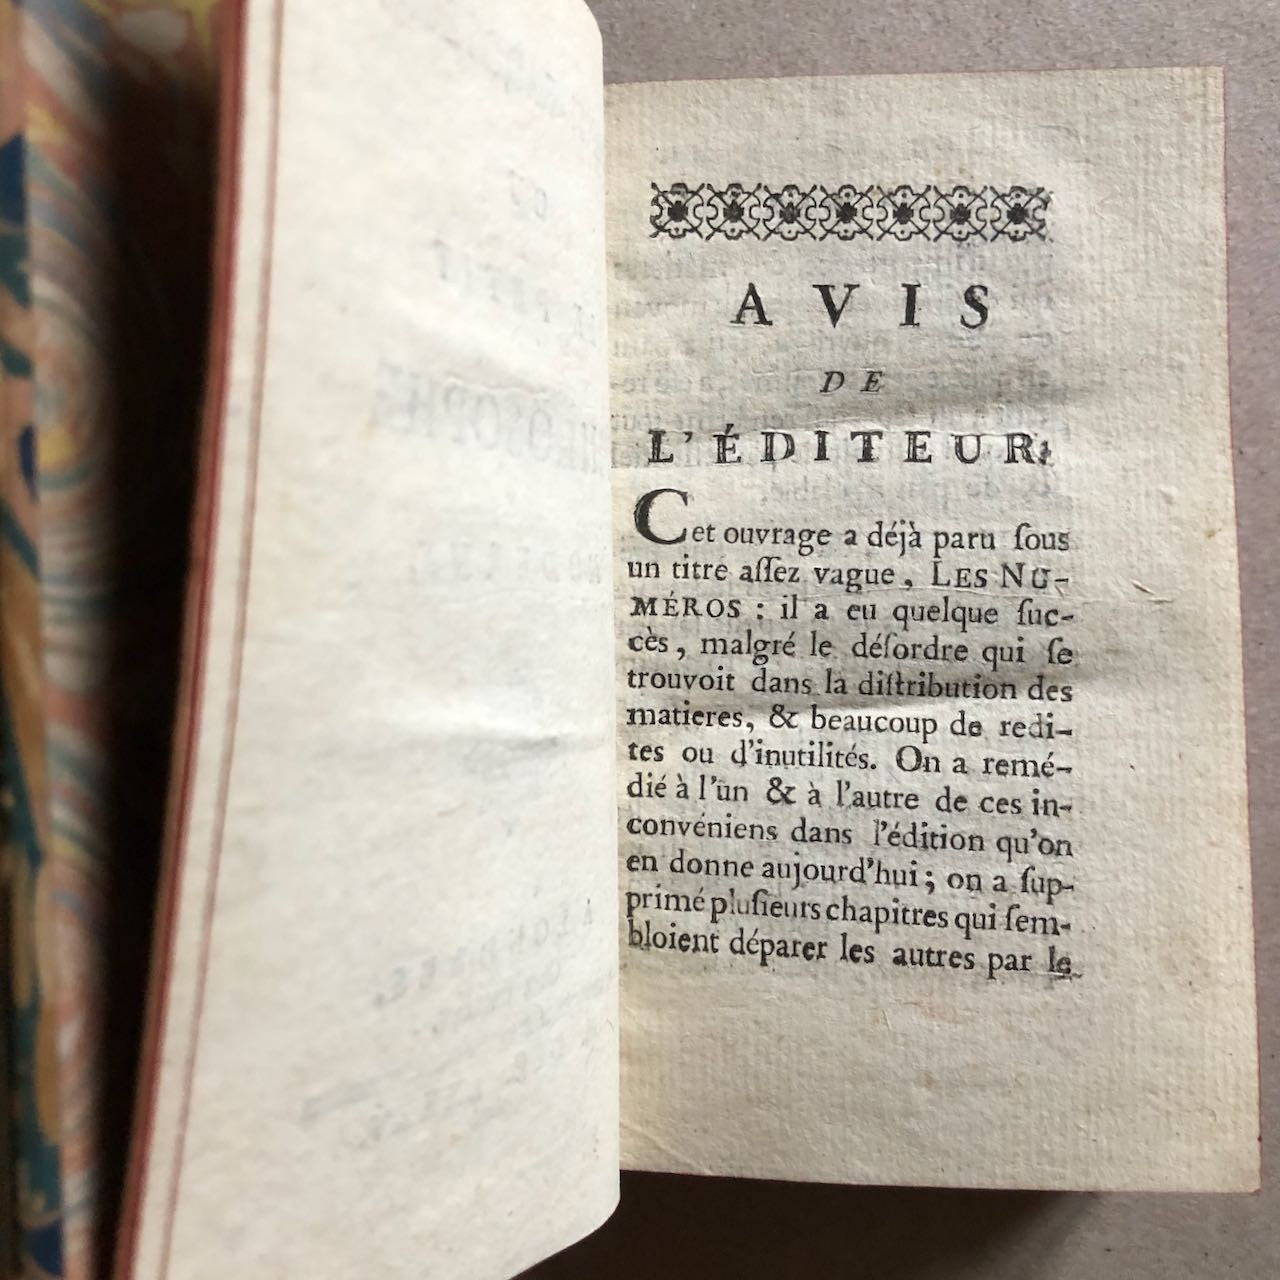 AVIS
DE
L'ÉDITEUR.
Cet ouvrage a déjà paru ſous
un titre aſſez vague, LES NU-
MÉROS : il a eu quelque ſuc-
cès, malgré le déſordre qui ſe
trouvoit dans la diſtribution des
matieres, & beaucoup de redi-
tes ou d'inutilités. On a remé-
dié à l'un & à l'autre de ces in-
convéniens dans l'édition qu'on
en donne aujourd'hui ; on a ſup-
primé pluſieurs chapitres qui ſem-
bloient déparer les autres par le